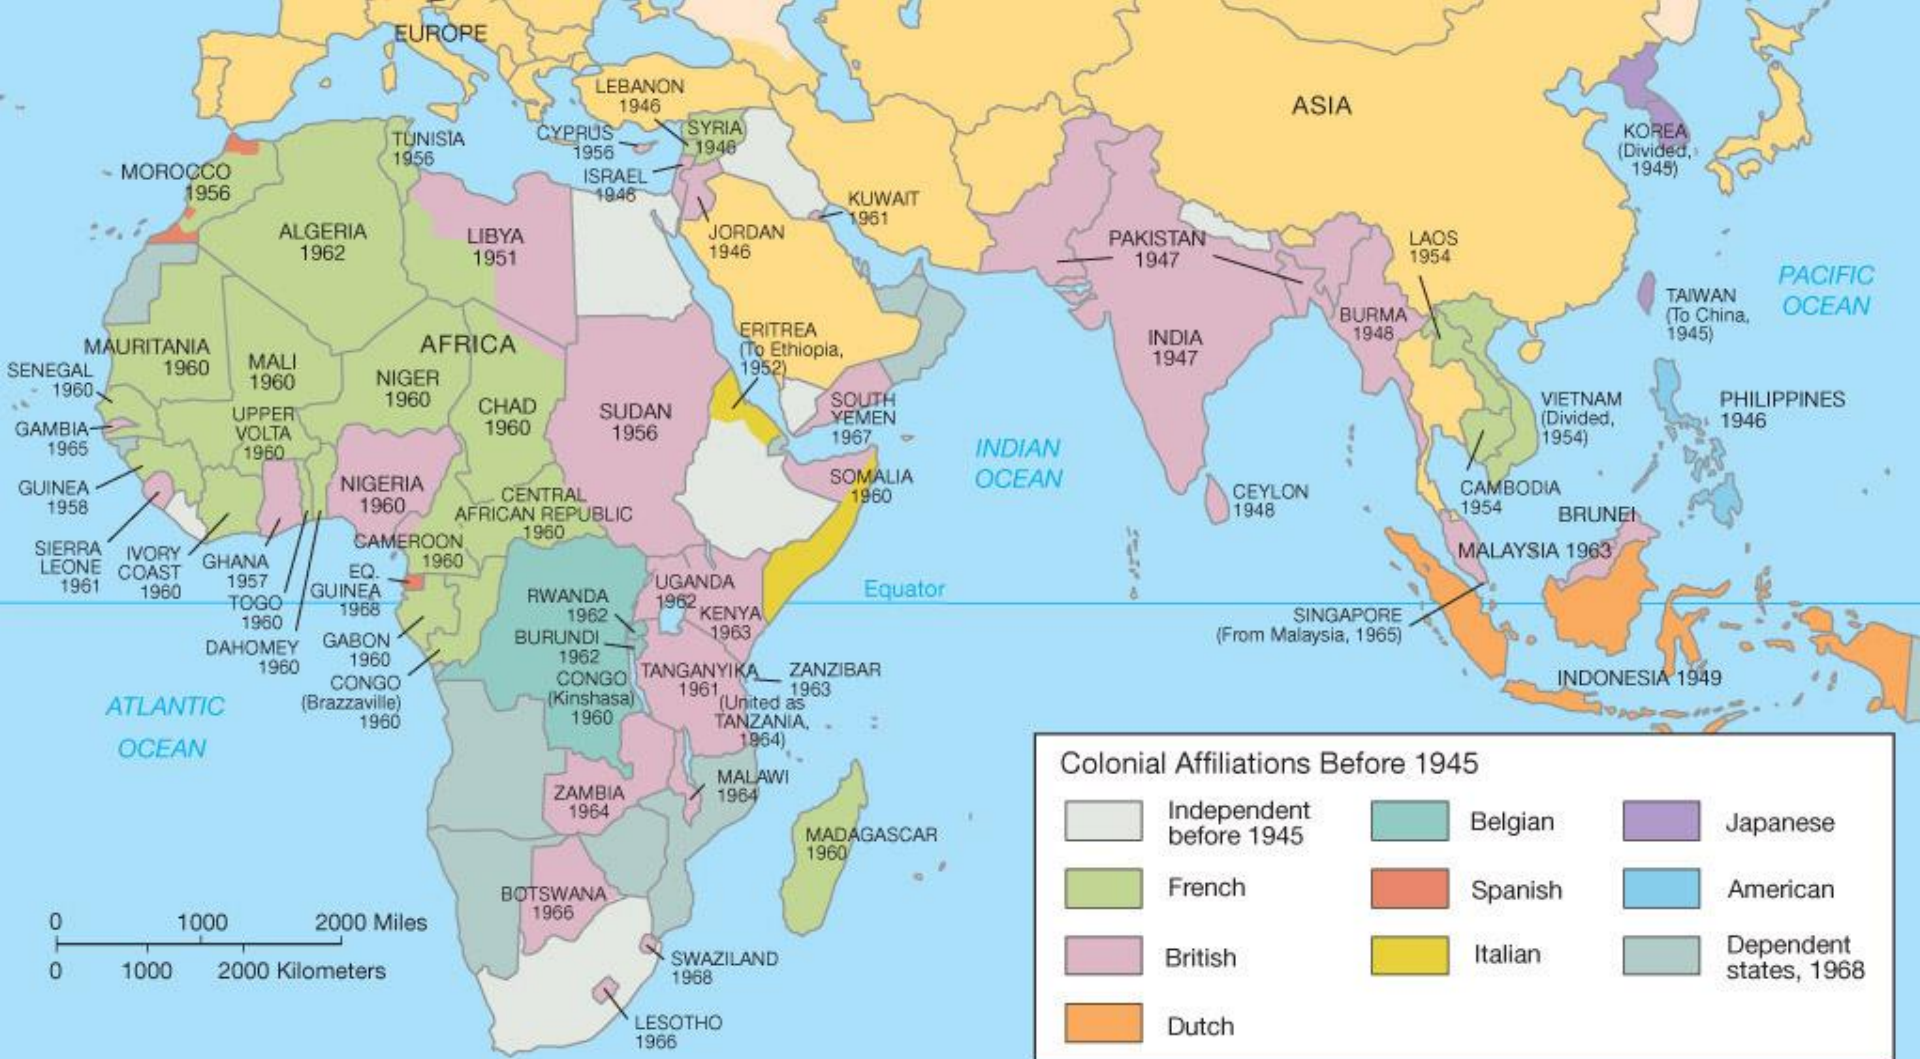 EUROPE
ASIA
LEBANON
1946
CYPRUS
1956
SYRIA
1946
ISRAEL
1948
JORDAN
1946
KUWAIT
1961
TUNISIA
1956
MOROCCO
1956
ALGERIA
1962
LIBYA
1951
KOREA
(Divided,
1945)
PAKISTAN
1947
INDIA
1947
BURMA
1948
LAOS
1954
TAIWAN
(To China,
1945)
PACIFIC
OCEAN
PHILIPPINES
1946
VIETNAM
(Divided,
1954)
CAMBODIA
1954
BRUNEI
MALAYSIA 1963
SINGAPORE
(From Malaysia, 1965)
INDONESIA 1949
CEYLON
1948
INDIAN
OCEAN
Equator
ERITREA
(To Ethiopia,
1952)
SOUTH
YEMEN
1967
SOMALIA
1960
AFRICA
MAURITANIA
1960
MALI
1960
NIGER
1960
CHAD
1960
SUDAN
1956
SENEGAL
1960
GAMBIA
1965
GUINEA
1958
SIERRA
LEONE
1961
IVORY
COAST
1960
UPPER
VOLTA
1960
GHANA
1957
TOGO
1960
DAHOMEY
1960
NIGERIA
1960
CENTRAL
AFRICAN REPUBLIC
1960
CAMEROON
1960
EQ.
GUINEA
1968
GABON
1960
CONGO
(Brazzaville)
1960
RWANDA
1962
BURUNDI
1962
CONGO
(Kinshasa)
1960
UGANDA
1962
KENYA
1963
TANGANYIKA
1961
(United as
TANZANIA,
1964)
ZANZIBAR
1963
MALAWI
1964
ZAMBIA
1964
BOTSWANA
1966
MADAGASCAR
1960
SWAZILAND
1968
LESOTHO
1966
ATLANTIC
OCEAN
0 1000 2000 Miles
0 1000 2000 Kilometers
Colonial Affiliations Before 1945
Independent
before 1945
French
British
Dutch
Belgian
Spanish
Italian
Japanese
American
Dependent
states, 1968